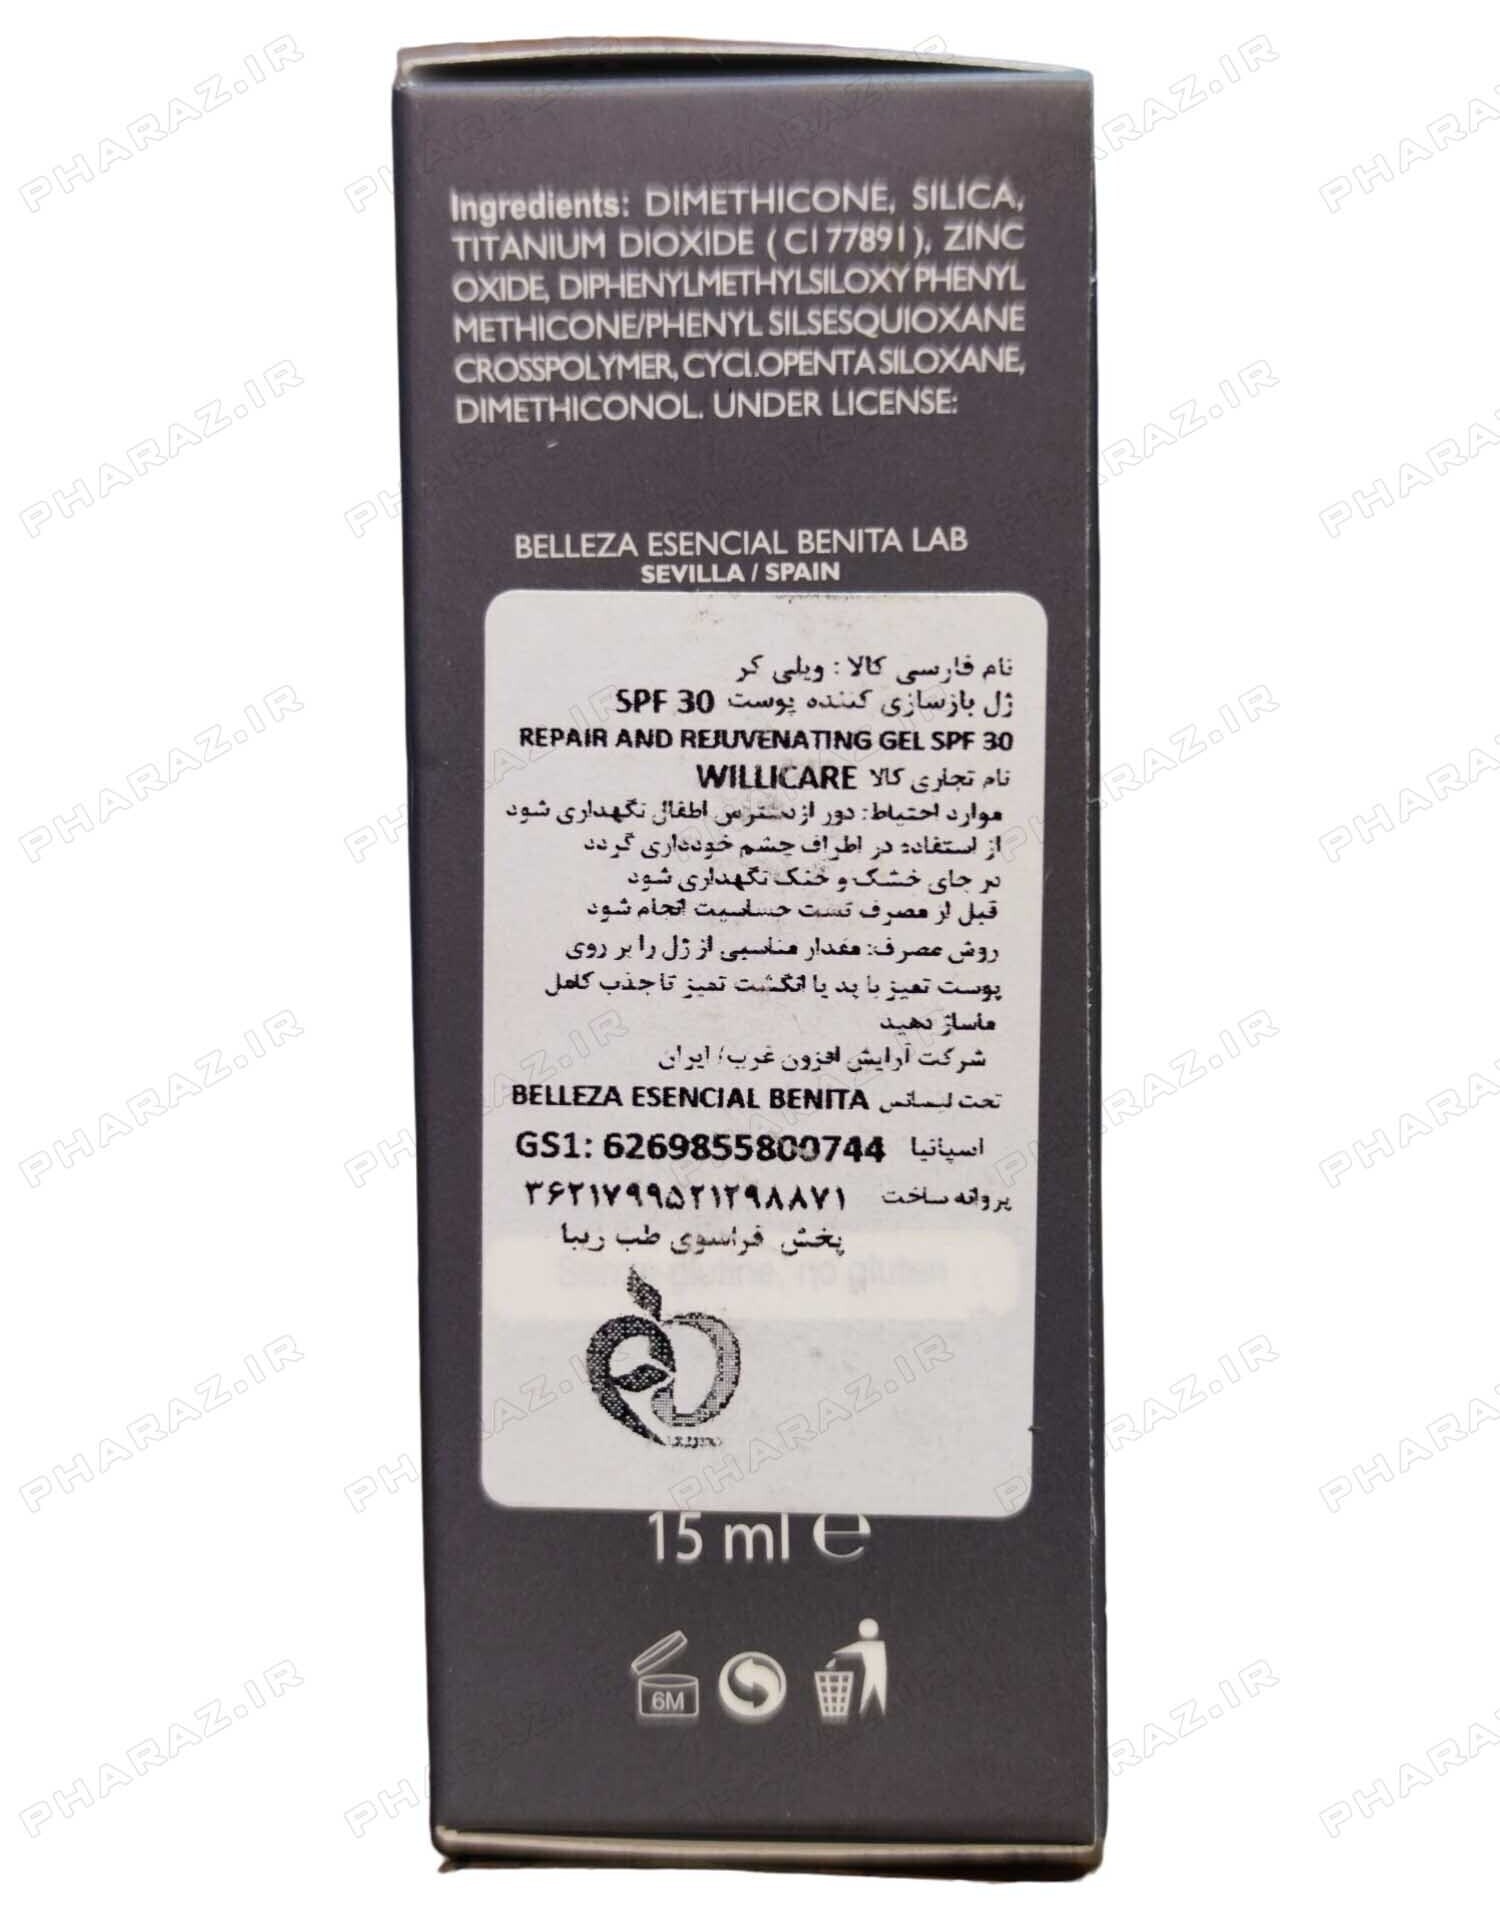 Ingredients: DIMETHICONE, SILICA,
TITANIUM DIOXIDE ( CI 77891 ), ZINC
OXIDE, DIPHENYLMETHYLSILOXY PHENYL
METHICONE/PHENYL SILSESQUIOXANE
CROSSPOLYMER, CYCLOPENTASILOXANE,
DIMETHICONOL. UNDER LICENSE:
BELLEZA ESENCIAL BENITA LAB
SEVILLA / SPAIN
نام فارسی کالا : ویلی کر
ژل بازسازی کننده پوست SPF 30
REPAIR AND REJUVENATING GEL SPF 30
نام تجاری کالا WILLICARE
موارد احتیاط: دور از دسترس اطفال نگهداری شود
از استفاده در اطراف چشم خودداری گردد
در جای خشک و خنک نگهداری شود
قبل از مصرف تست حساسیت انجام شود
روش مصرف: مقدار مناسبی از ژل را بر روی
پوست تمیز با پد یا انگشت تمیز تا جذب کامل
ماساژ دهید
شرکت آرایش افزون غرب/ ایران
تحت لیسانس BELLEZA ESENCIAL BENITA
اسپانیا GS1: 6269855800744
پروانه ساخت ۳۶۲۱۷۹۹۵۲۱۲۹۸۸۷۱
پخش فراسوی طب زیبا
no gluten
15 ml ℮
6M
PHARAZ.IR